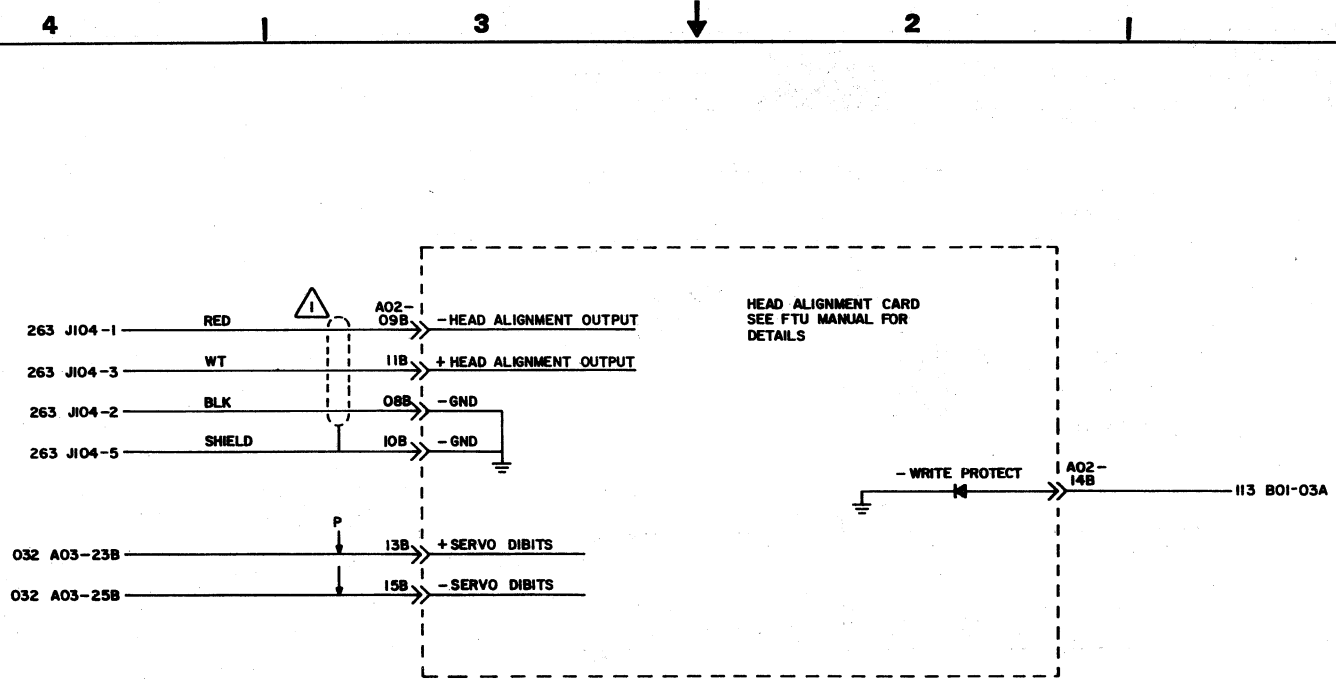 4 3 2
HEAD ALIGNMENT CARD
SEE FTU MANUAL FOR
DETAILS
1
A02-
263 J104-1 RED 09B -HEAD ALIGNMENT OUTPUT
263 J104-3 WT 11B +HEAD ALIGNMENT OUTPUT
263 J104-2 BLK 08B -GND
263 J104-5 SHIELD 10B -GND
-WRITE PROTECT A02-
14B
113 B01-03A
P
032 A03-23B 13B +SERVO DIBITS
032 A03-25B 15B -SERVO DIBITS